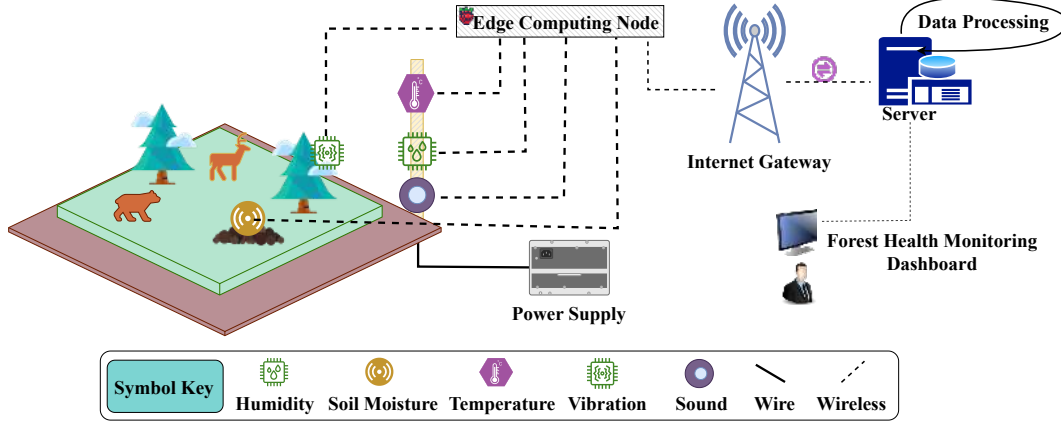 Edge Computing Node
Data Processing
Server
Internet Gateway
Forest Health Monitoring
Dashboard
Power Supply
Symbol Key
Humidity
Soil Moisture
Temperature
Vibration
Sound
Wire
Wireless